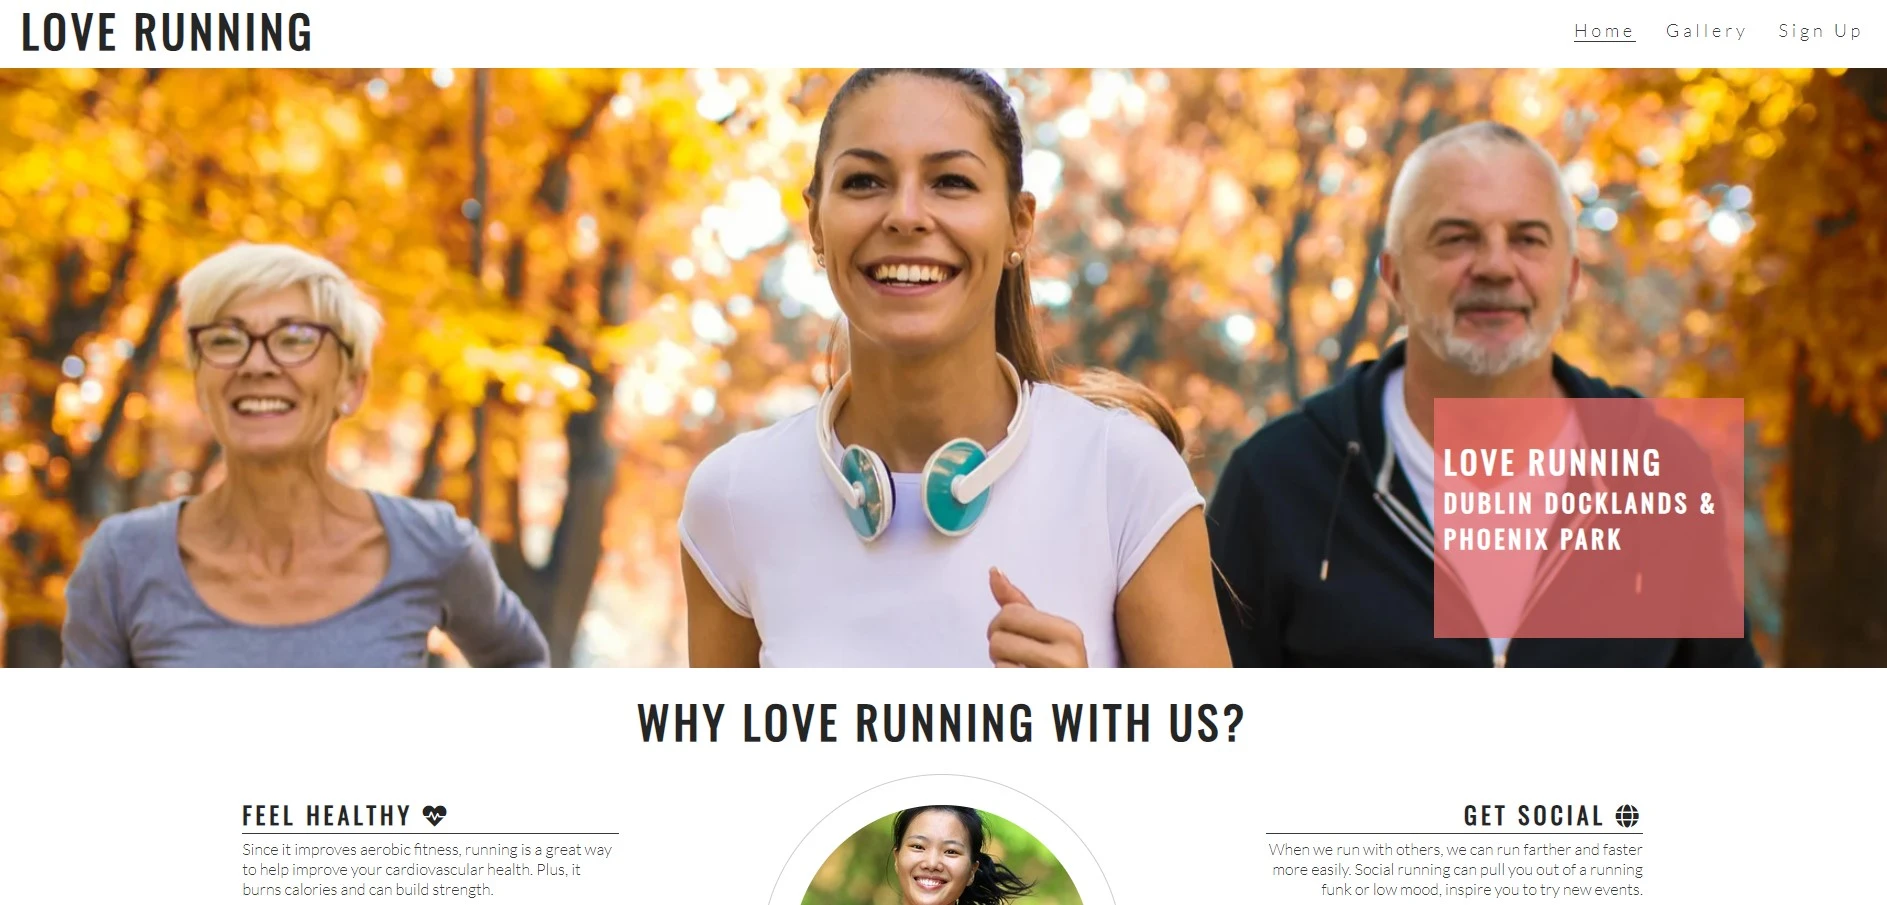 LOVE RUNNING
Home Gallery Sign Up
LOVE RUNNING
DUBLIN DOCKLANDS &
PHOENIX PARK
WHY LOVE RUNNING WITH US?
FEEL HEALTHY
Since it improves aerobic fitness, running is a great way
to help improve your cardiovascular health. Plus, it
burns calories and can build strength.
GET SOCIAL
When we run with others, we can run farther and faster
more easily. Social running can pull you out of a running
funk or low mood, inspire you to try new events.